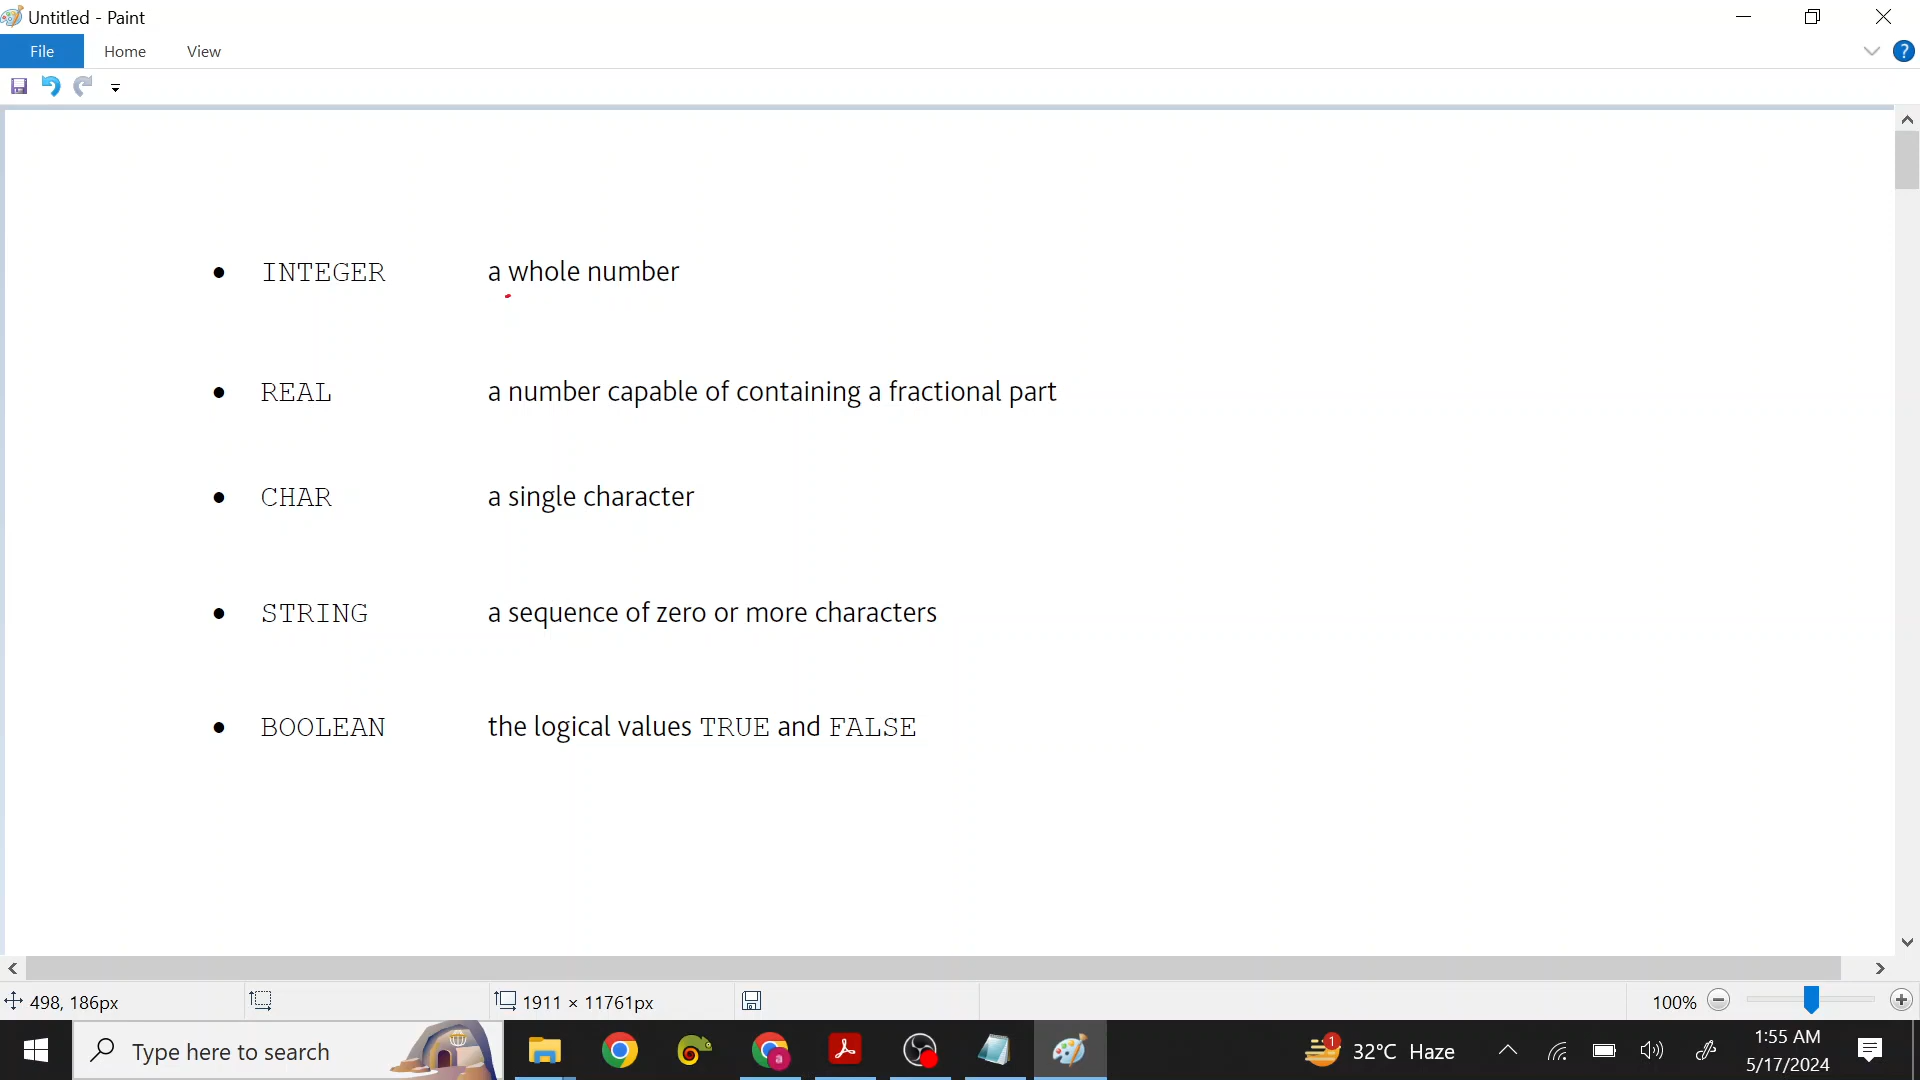 Untitled - Paint
File Home View
?
• INTEGER a whole number
• REAL a number capable of containing a fractional part
• CHAR a single character
• STRING a sequence of zero or more characters
• BOOLEAN the logical values TRUE and FALSE
498, 186px 1911 × 11761px 100%
Type here to search a 1 32°C Haze 1:55 AM
5/17/2024